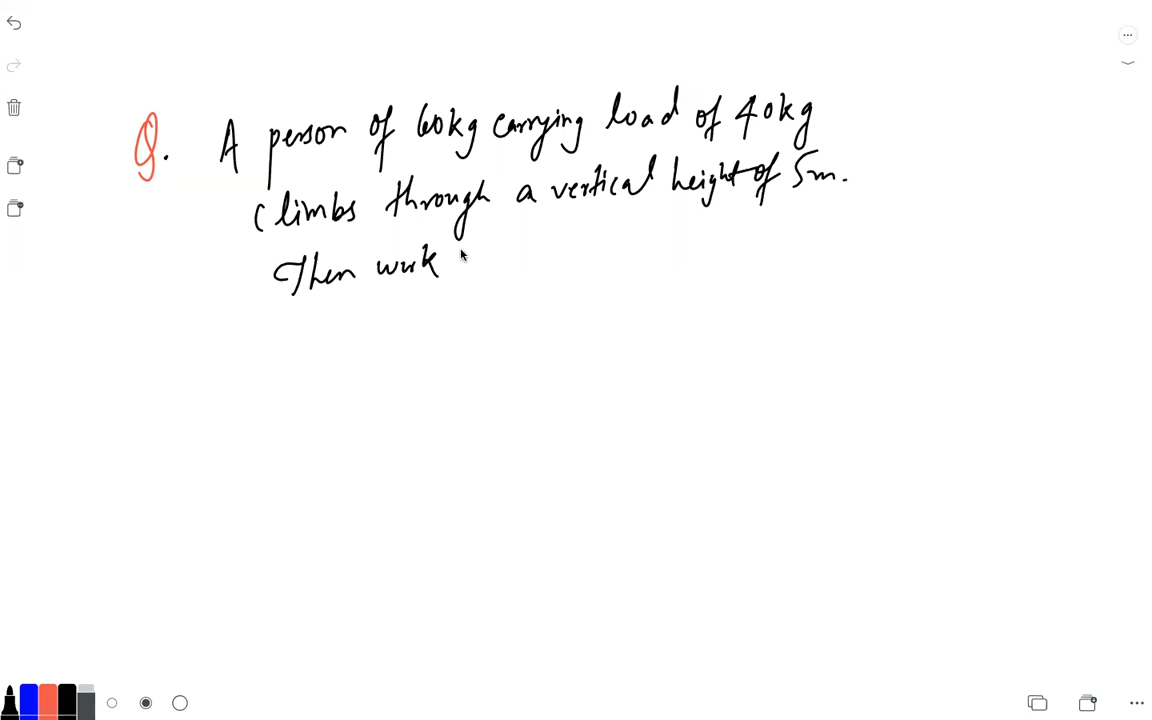 Q. A person of 60kg carrying load of 40kg
climbs through a vertical height of 5m.
Then work